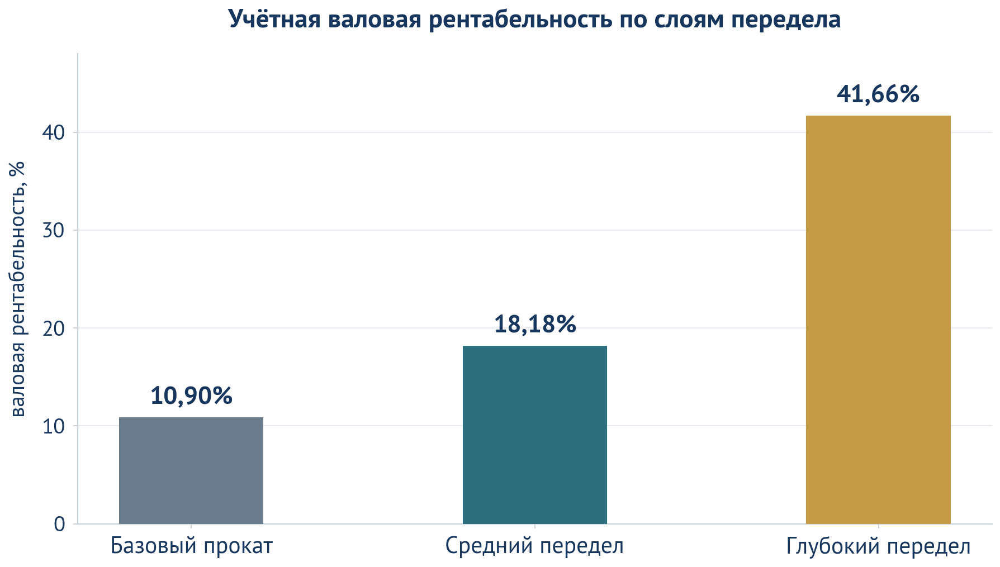 Учётная валовая рентабельность по слоям передела
валовая рентабельность, %
40
30
20
10
0
10,90%
18,18%
41,66%
Базовый прокат
Средний передел
Глубокий передел